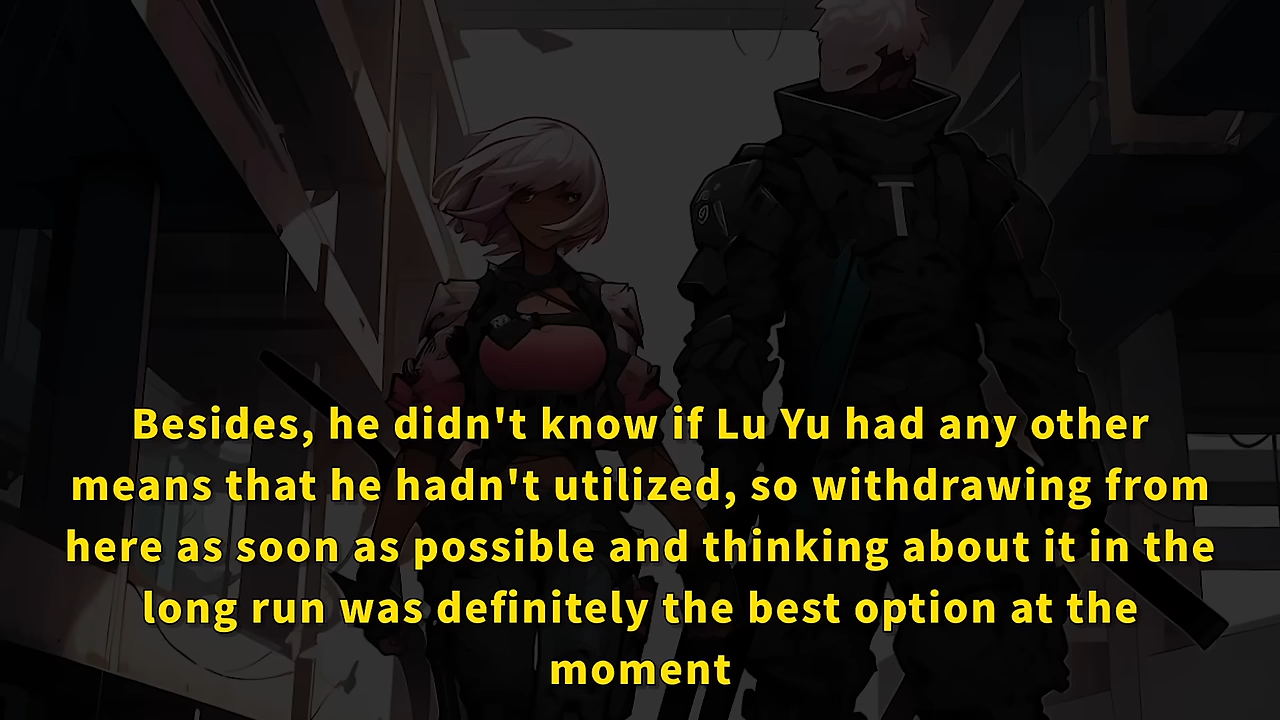 T
Besides, he didn't know if Lu Yu had any other
means that he hadn't utilized, so withdrawing from
here as soon as possible and thinking about it in the
long run was definitely the best option at the
moment